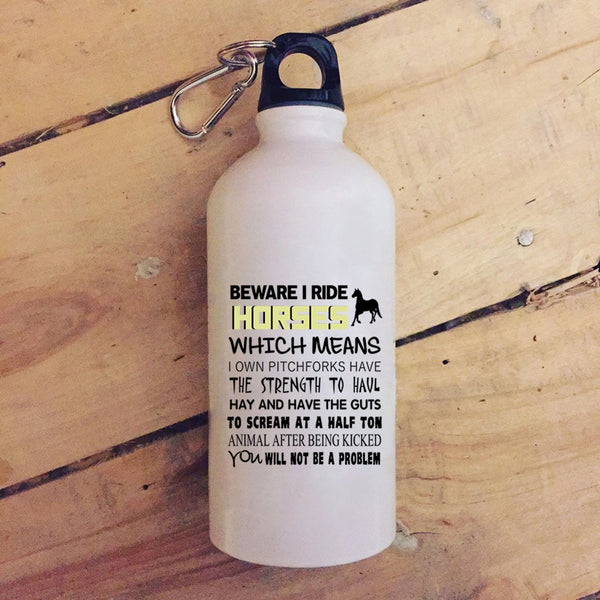 BEWARE I RIDE
HORSES
WHICH MEANS
I OWN PITCHFORKS HAVE
THE STRENGTH TO HAUL
HAY AND HAVE THE GUTS
TO SCREAM AT A HALF TON
ANIMAL AFTER BEING KICKED
YOU WILL NOT BE A PROBLEM